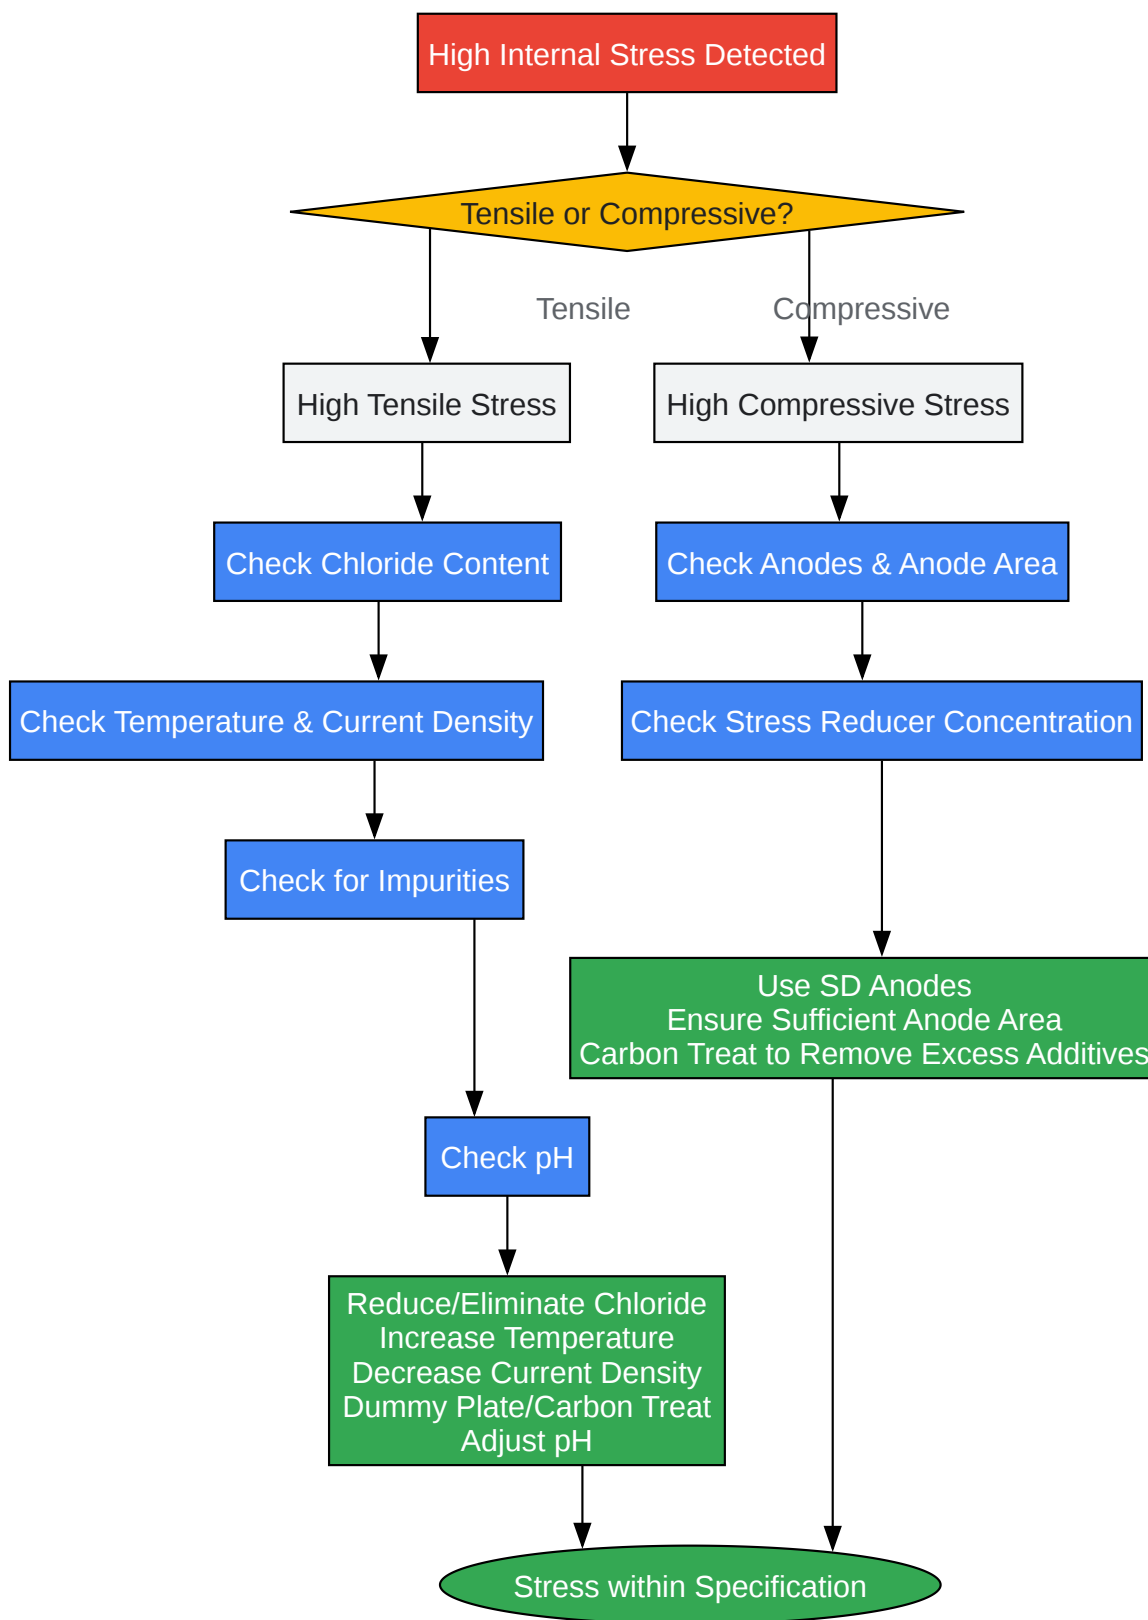 High Internal Stress Detected
Tensile or Compressive?
Tensile
Compressive
High Tensile Stress
High Compressive Stress
Check Chloride Content
Check Anodes & Anode Area
Check Temperature & Current Density
Check Stress Reducer Concentration
Check for Impurities
Use SD Anodes
Ensure Sufficient Anode Area
Carbon Treat to Remove Excess Additives
Check pH
Reduce/Eliminate Chloride
Increase Temperature
Decrease Current Density
Dummy Plate/Carbon Treat
Adjust pH
Stress within Specification